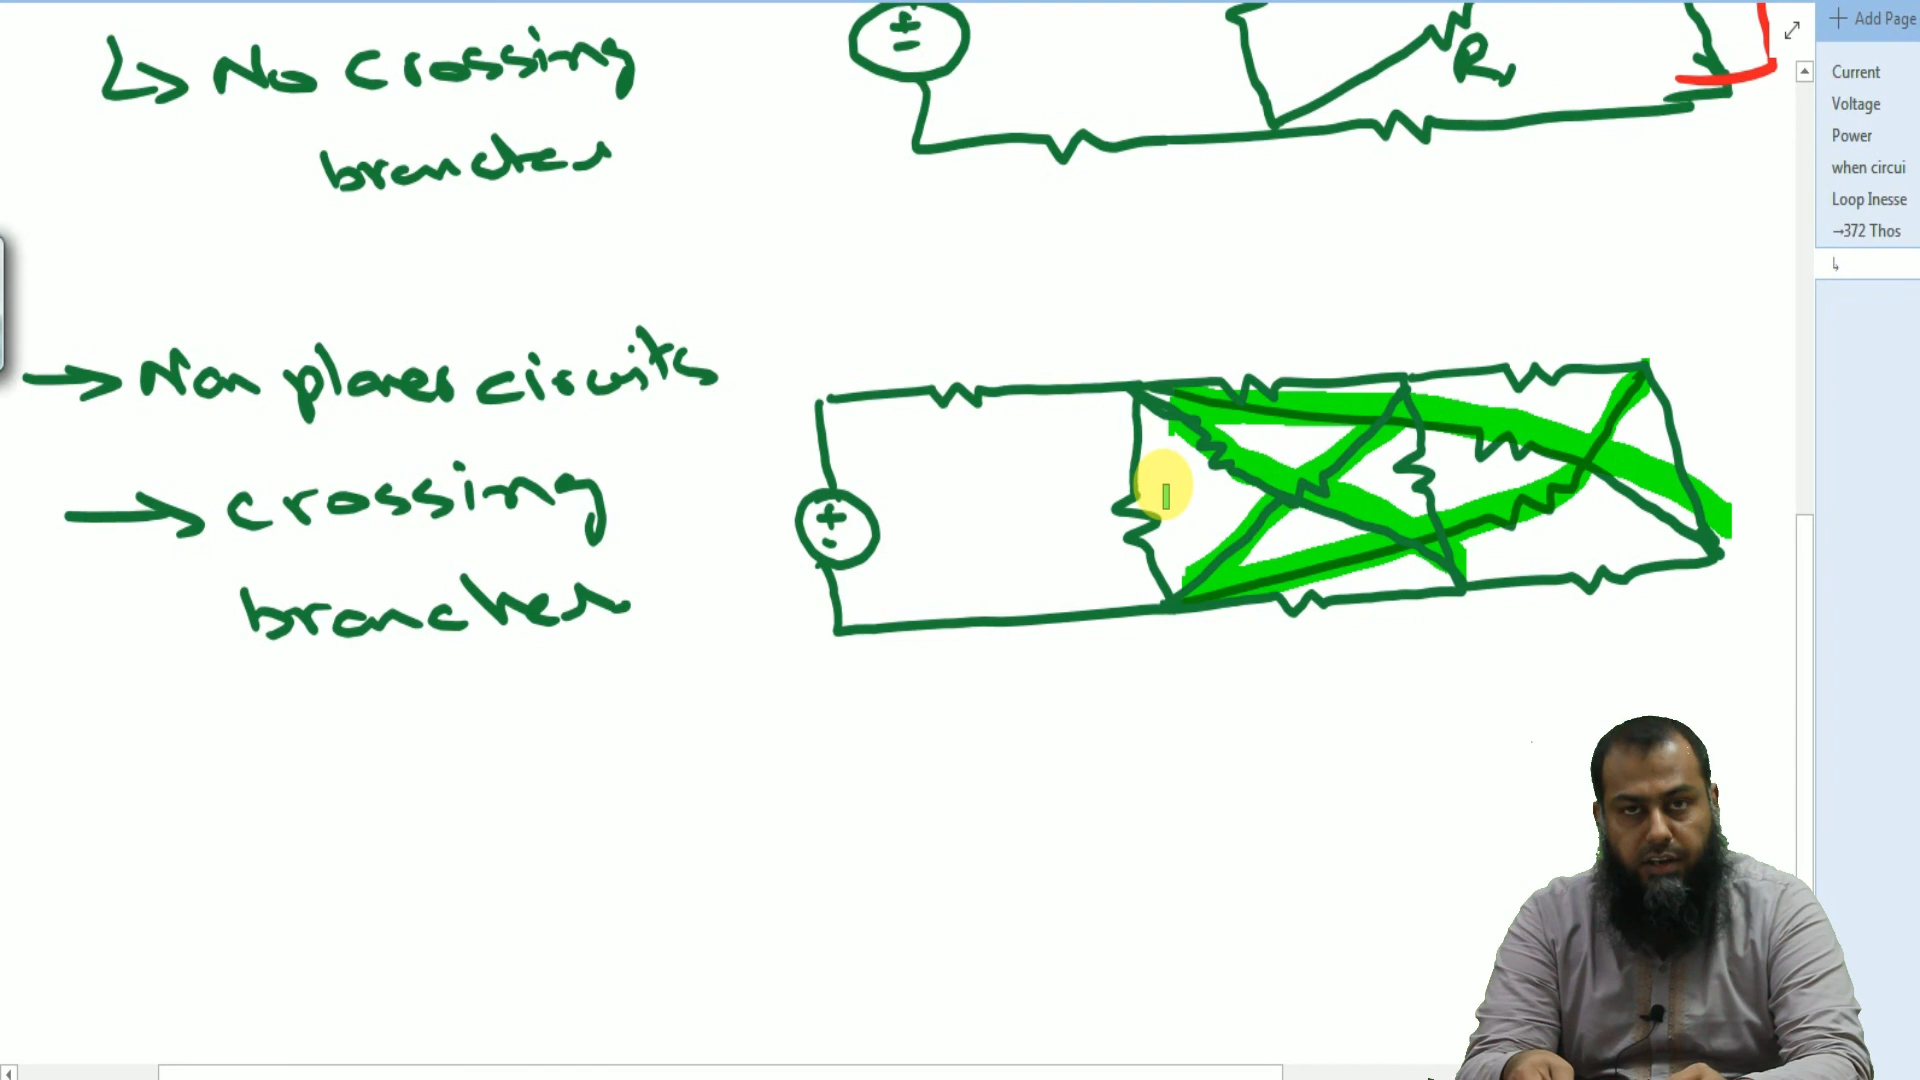 ↳ No crossing
branches
R₁
→ Non planer circuits
→ crossing
branches
+ Add Page
Current
Voltage
Power
when circui
Loop Inesse
→372 Thos
↳